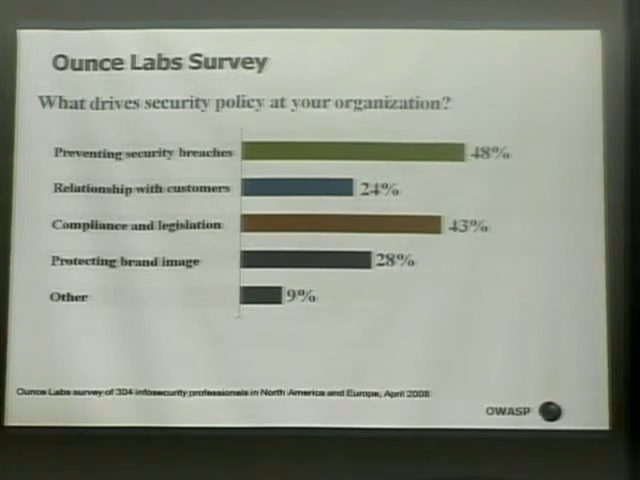 Ounce Labs Survey
What drives security policy at your organization?
Preventing security breaches 48%
Relationship with customers 24%
Compliance and legislation 43%
Protecting brand image 28%
Other 9%
Ounce Labs survey of 304 infosecurity professionals in North America and Europe, April 2008
OWASP